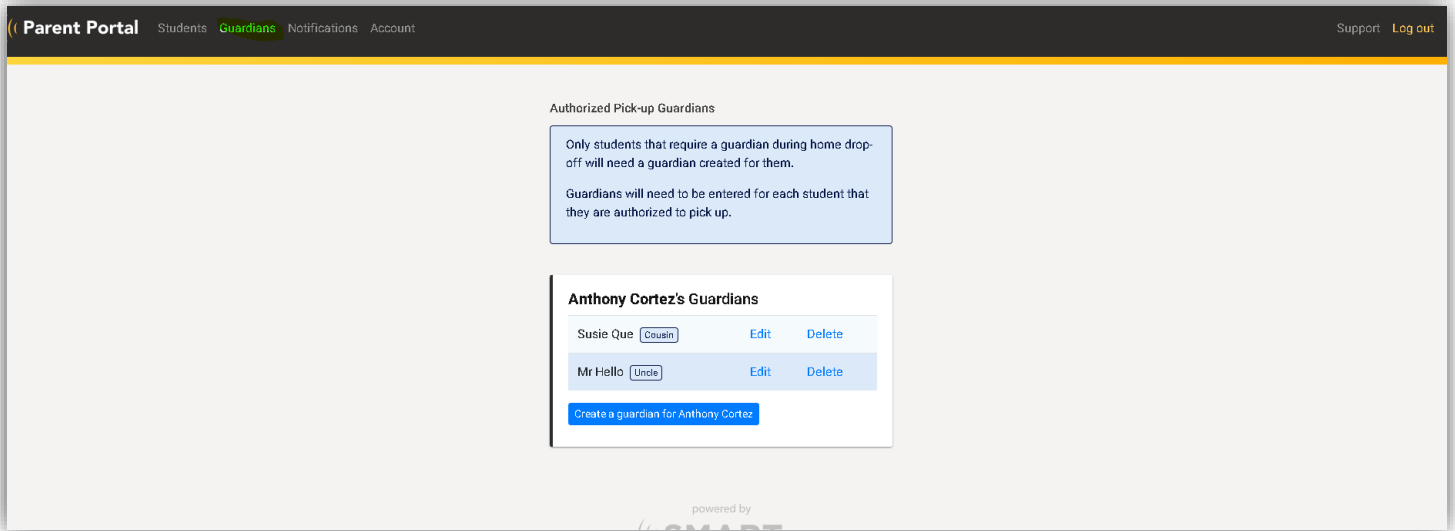 Parent Portal Students Guardians Notifications Account Support Log out
Authorized Pick-up Guardians
Only students that require a guardian during home drop-
off will need a guardian created for them.
Guardians will need to be entered for each student that
they are authorized to pick up.
Anthony Cortez's Guardians
Susie Que Cousin Edit Delete
Mr Hello Uncle Edit Delete
Create a guardian for Anthony Cortez
powered by
SMART